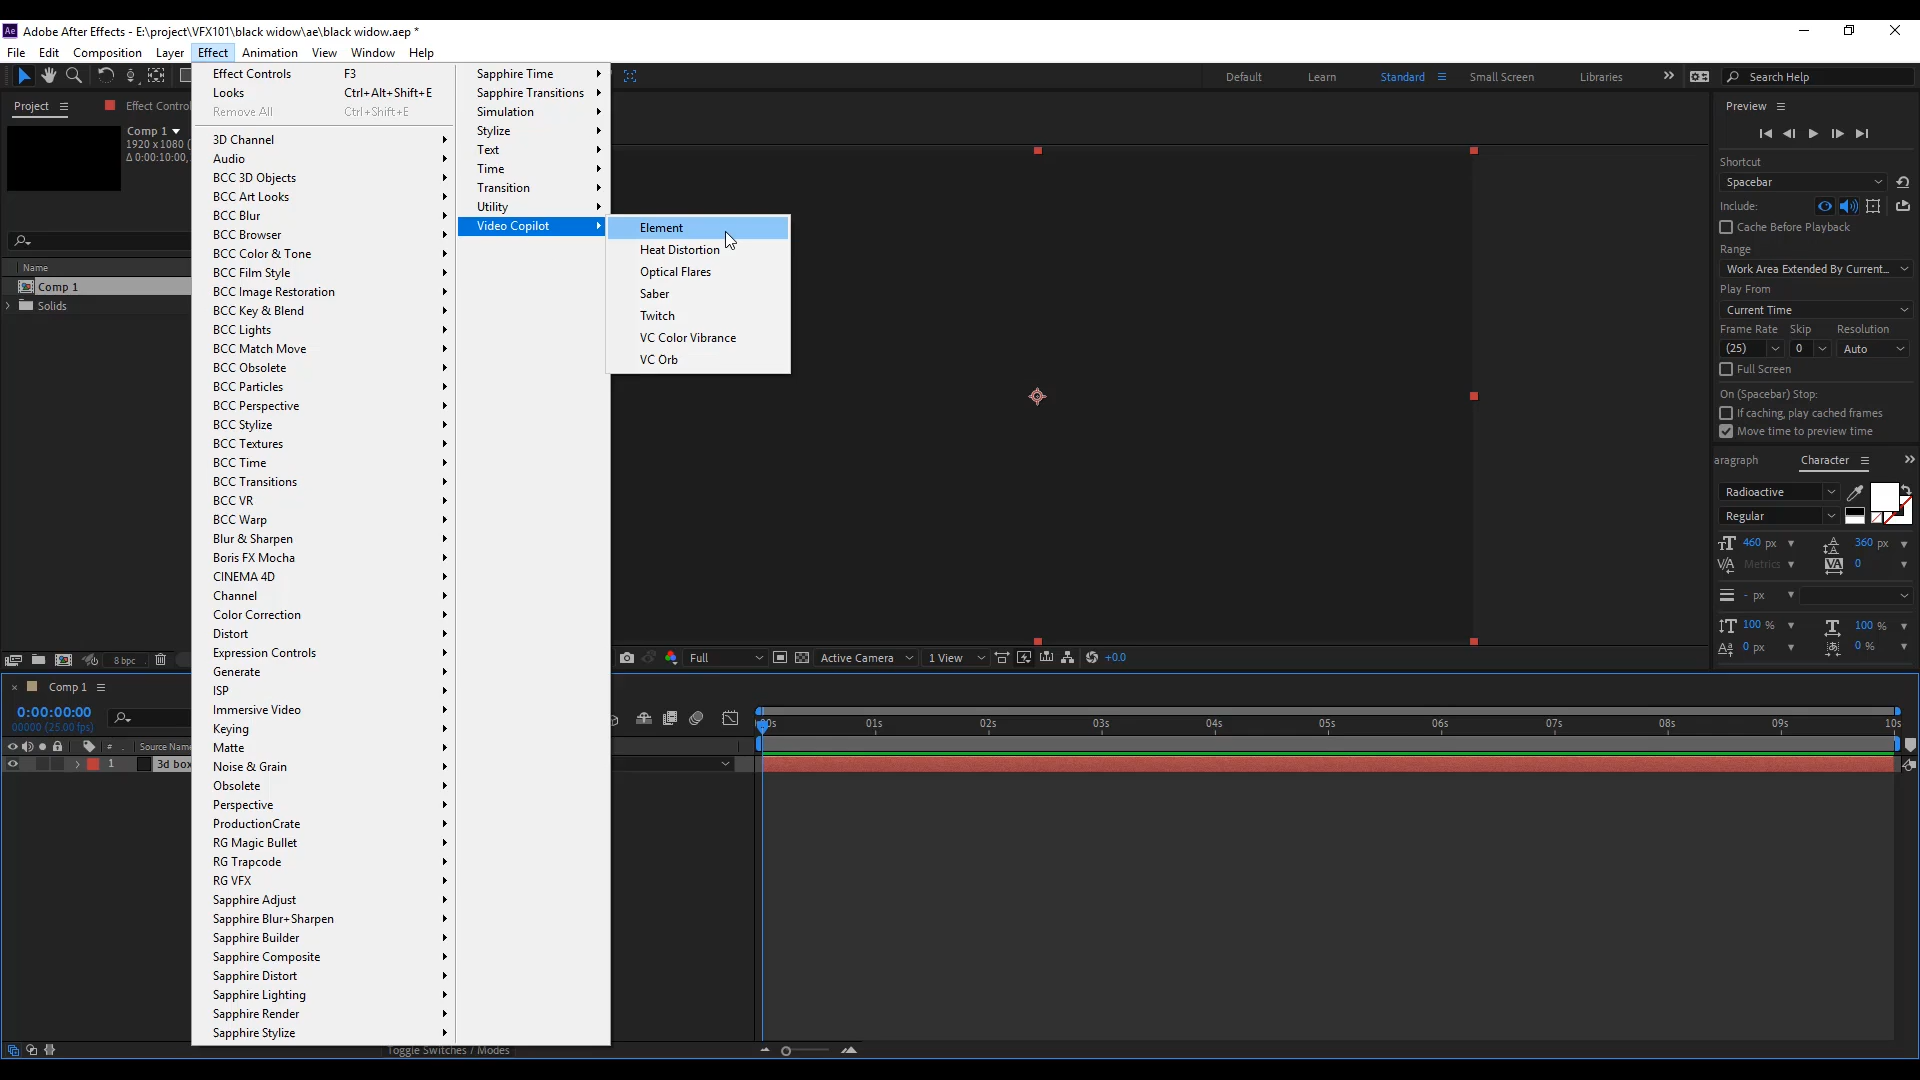 Ae Adobe After Effects - E:\project\VFX101\black widow\ae\black widow.aep *
File Edit Composition Layer Effect Animation View Window Help
Default Learn Standard Small Screen Libraries Search Help
Project Effect Control
Comp 1
1920 x 1080 (
Δ 0:00:10:00,
Name
Comp 1
Solids
8 bpc
Effect Controls F3
Looks Ctrl+Alt+Shift+E
Remove All Ctrl+Shift+E
3D Channel
Audio
BCC 3D Objects
BCC Art Looks
BCC Blur
BCC Browser
BCC Color & Tone
BCC Film Style
BCC Image Restoration
BCC Key & Blend
BCC Lights
BCC Match Move
BCC Obsolete
BCC Particles
BCC Perspective
BCC Stylize
BCC Textures
BCC Time
BCC Transitions
BCC VR
BCC Warp
Blur & Sharpen
Boris FX Mocha
CINEMA 4D
Channel
Color Correction
Distort
Expression Controls
Generate
ISP
Immersive Video
Keying
Matte
Noise & Grain
Obsolete
Perspective
ProductionCrate
RG Magic Bullet
RG Trapcode
RG VFX
Sapphire Adjust
Sapphire Blur+Sharpen
Sapphire Builder
Sapphire Composite
Sapphire Distort
Sapphire Lighting
Sapphire Render
Sapphire Stylize
Sapphire Time
Sapphire Transitions
Simulation
Stylize
Text
Time
Transition
Utility
Video Copilot
Element
Heat Distortion
Optical Flares
Saber
Twitch
VC Color Vibrance
VC Orb
Full Active Camera 1 View +0.0
Preview
Shortcut
Spacebar
Include:
Cache Before Playback
Range
Work Area Extended By Current...
Play From
Current Time
Frame Rate Skip Resolution
(25) 0 Auto
Full Screen
On (Spacebar) Stop:
If caching, play cached frames
Move time to preview time
aragraph Character
Radioactive
Regular
460 px 360 px
Metrics 0
- px
100 % 100 %
0 px 0 %
Comp 1
0:00:00:00
00000 (25.00 fps)
# . Source Name
1 3d box
00s 01s 02s 03s 04s 05s 06s 07s 08s 09s 10s
Toggle Switches / Modes